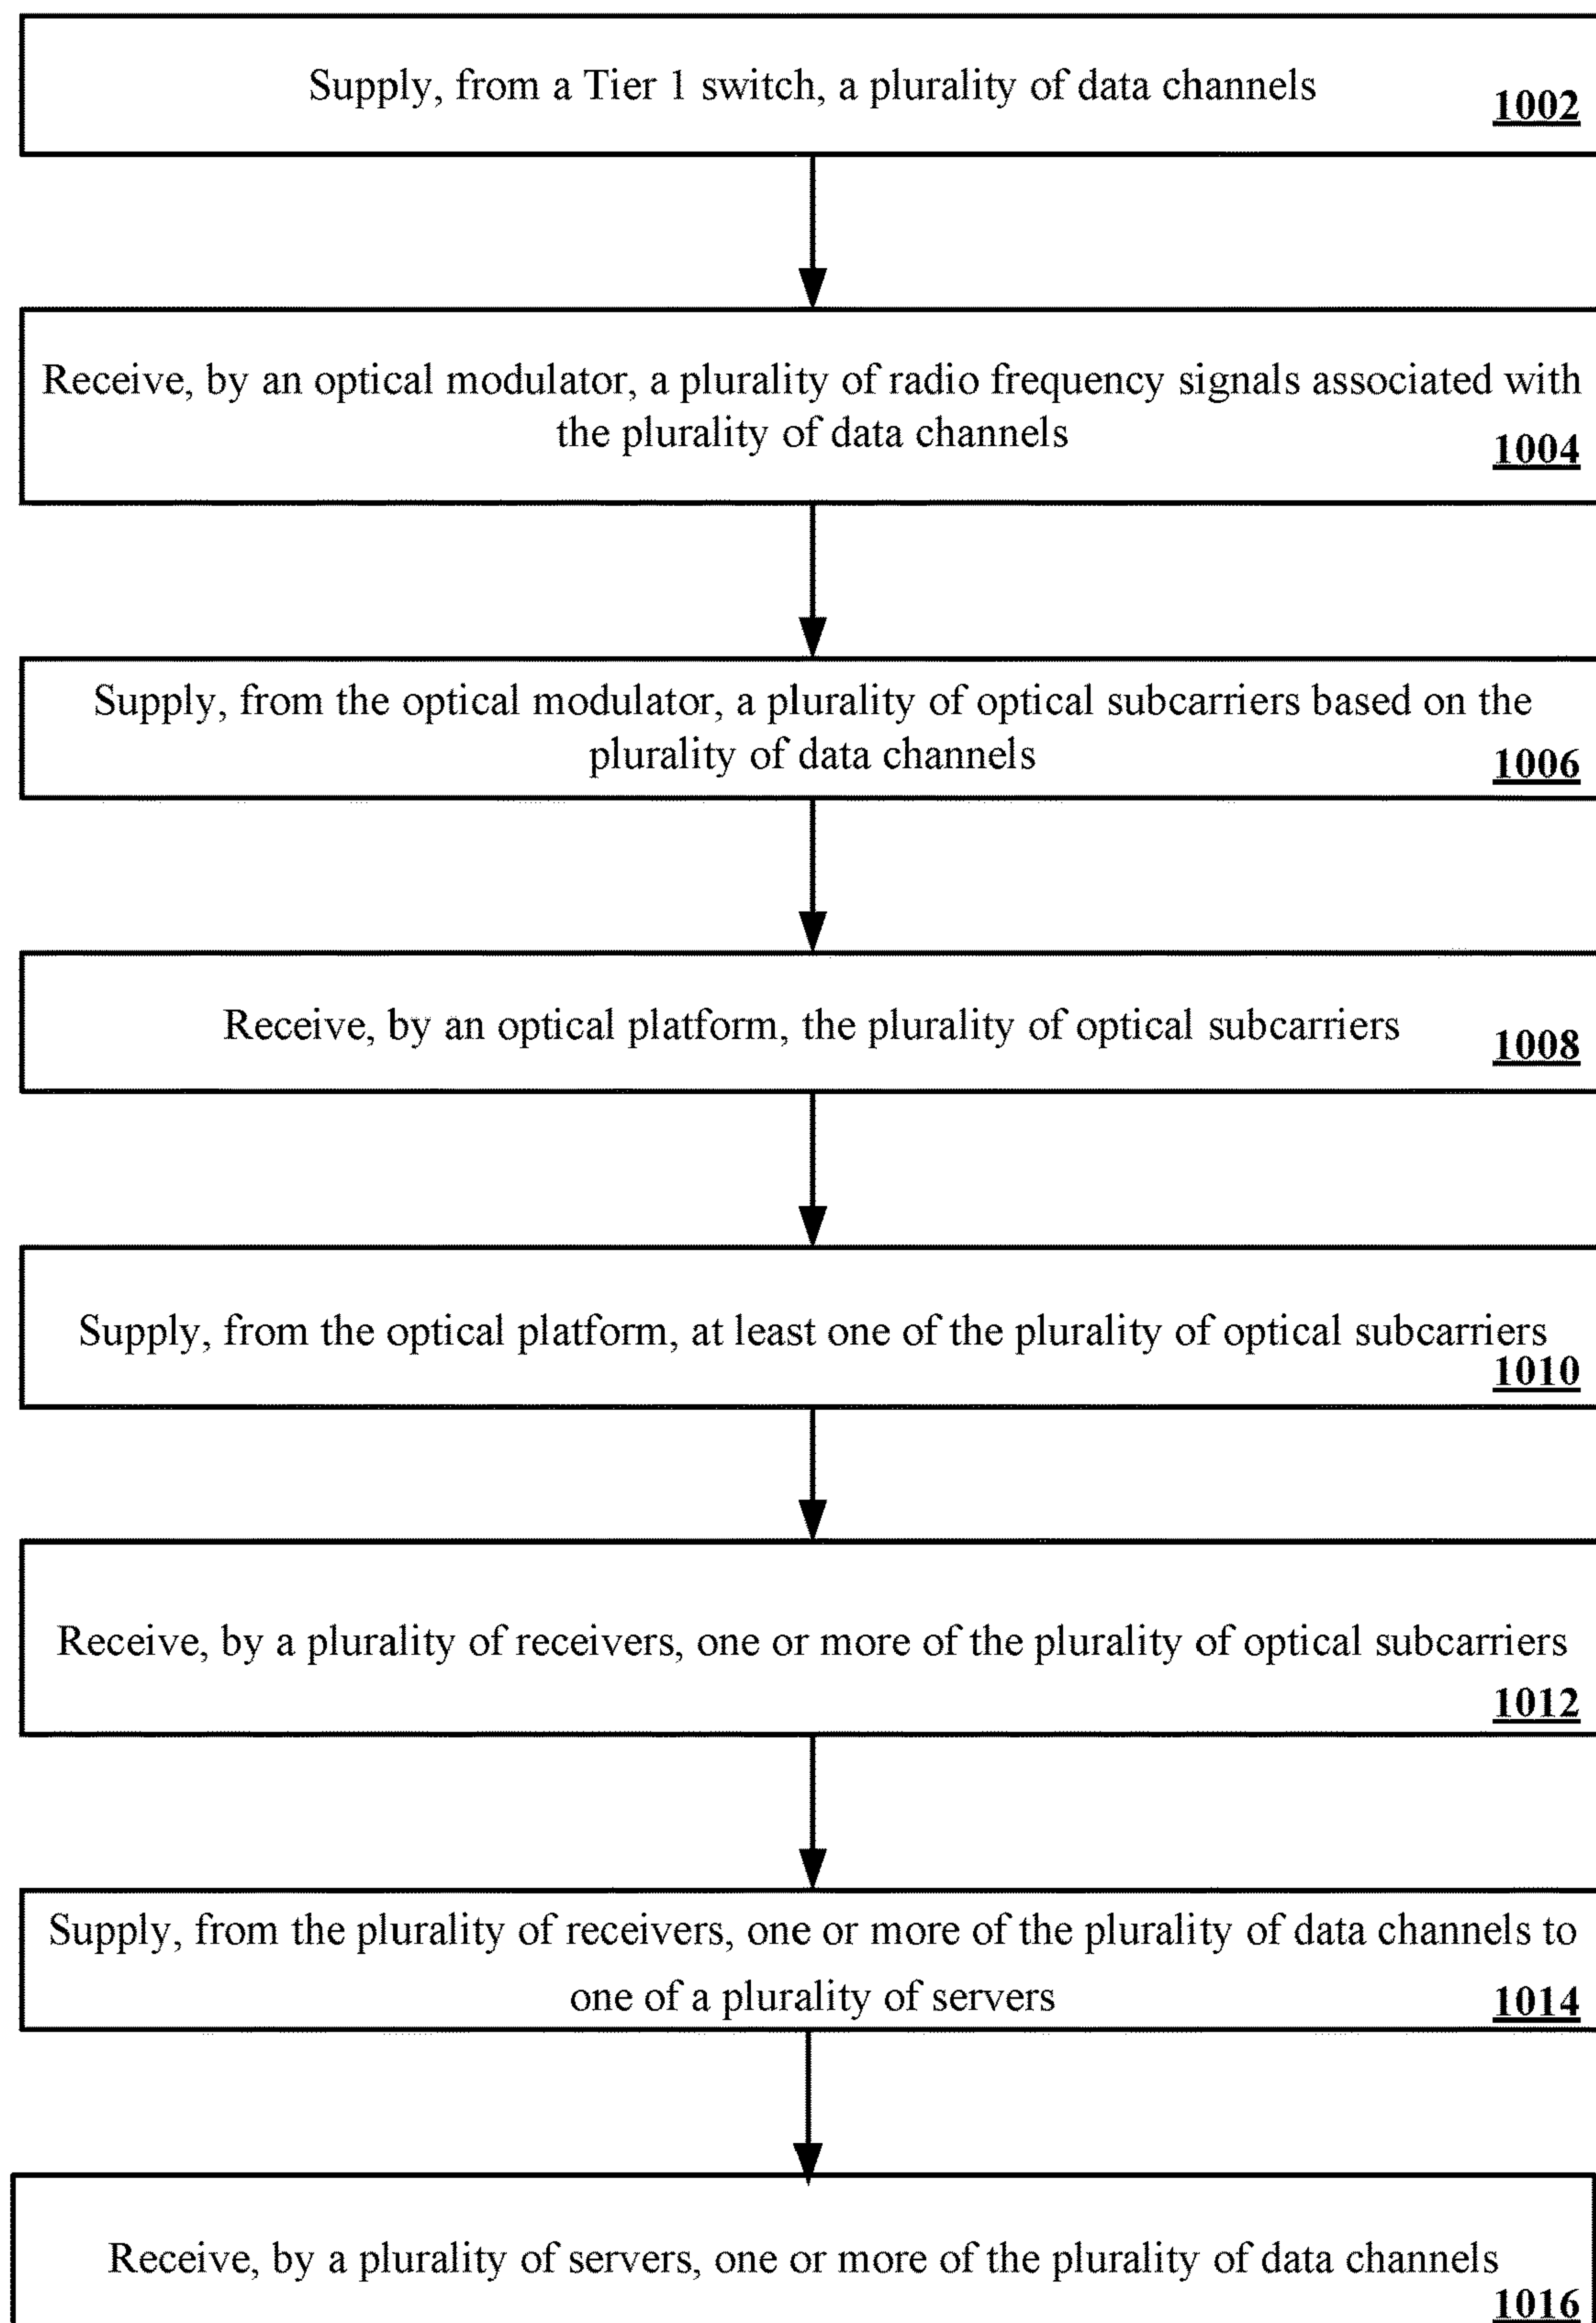 Supply, from a Tier 1 switch, a plurality of data channels
1002
Receive, by an optical modulator, a plurality of radio frequency signals associated with
the plurality of data channels
1004
Supply, from the optical modulator, a plurality of optical subcarriers based on the
plurality of data channels
1006
Receive, by an optical platform, the plurality of optical subcarriers
1008
Supply, from the optical platform, at least one of the plurality of optical subcarriers
1010
Receive, by a plurality of receivers, one or more of the plurality of optical subcarriers
1012
Supply, from the plurality of receivers, one or more of the plurality of data channels to
one of a plurality of servers
1014
Receive, by a plurality of servers, one or more of the plurality of data channels
1016